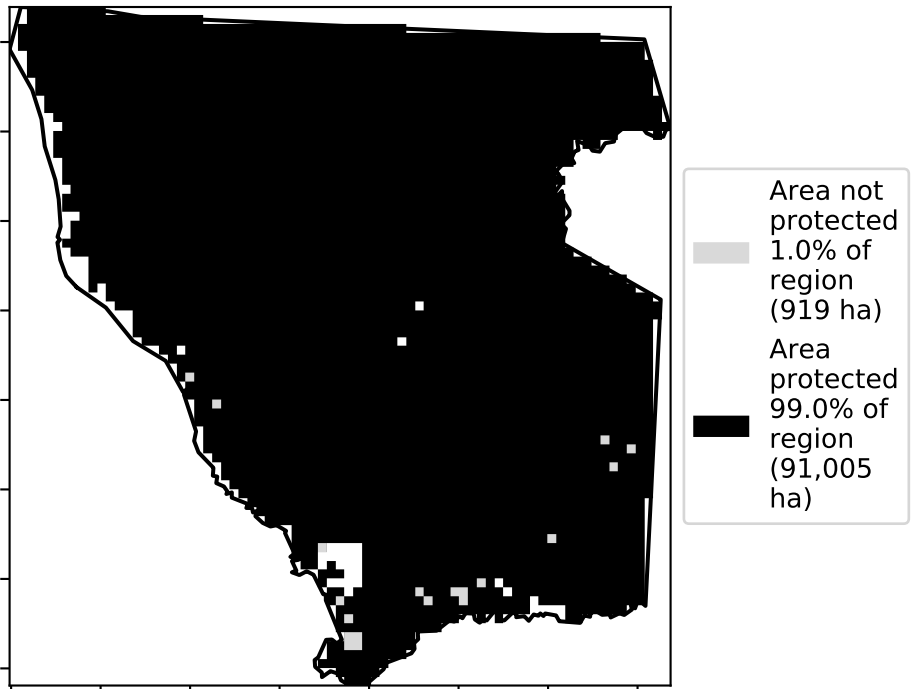 Area not
protected
1.0% of
region
(919 ha)
Area
protected
99.0% of
region
(91,005
ha)